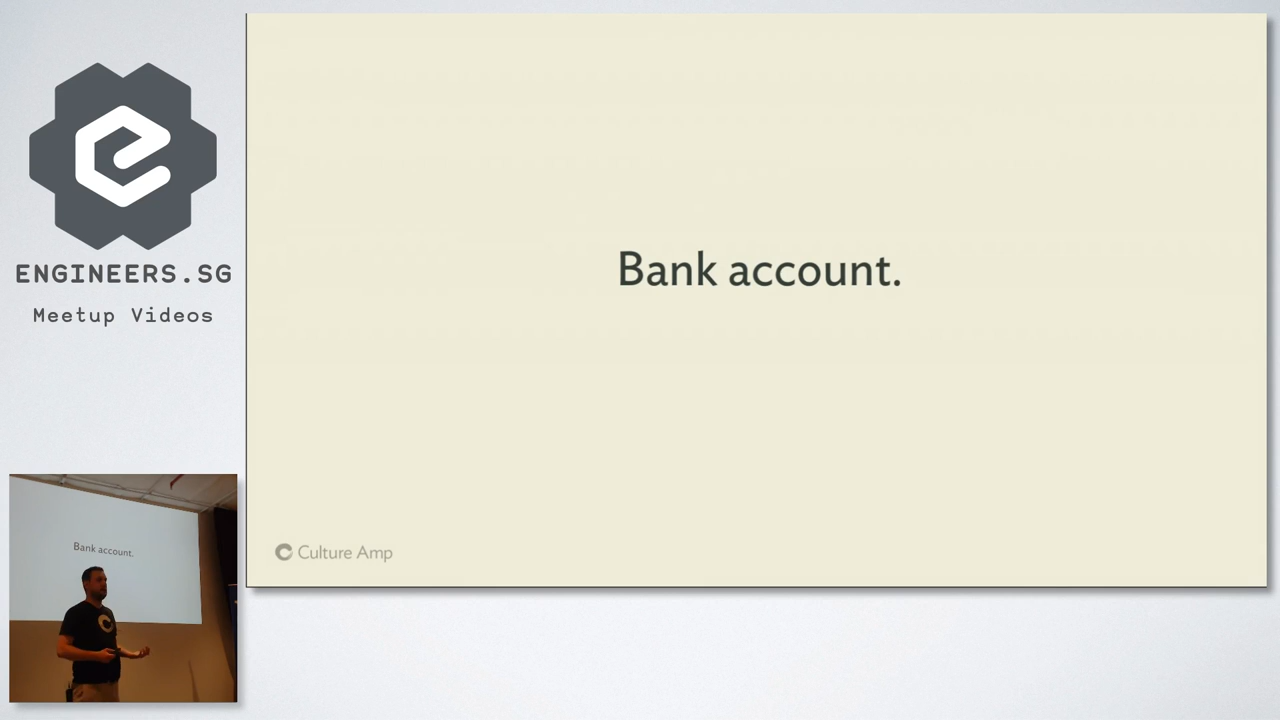 ENGINEERS.SG
Meetup Videos
Bank account.
Culture Amp
Bank account.